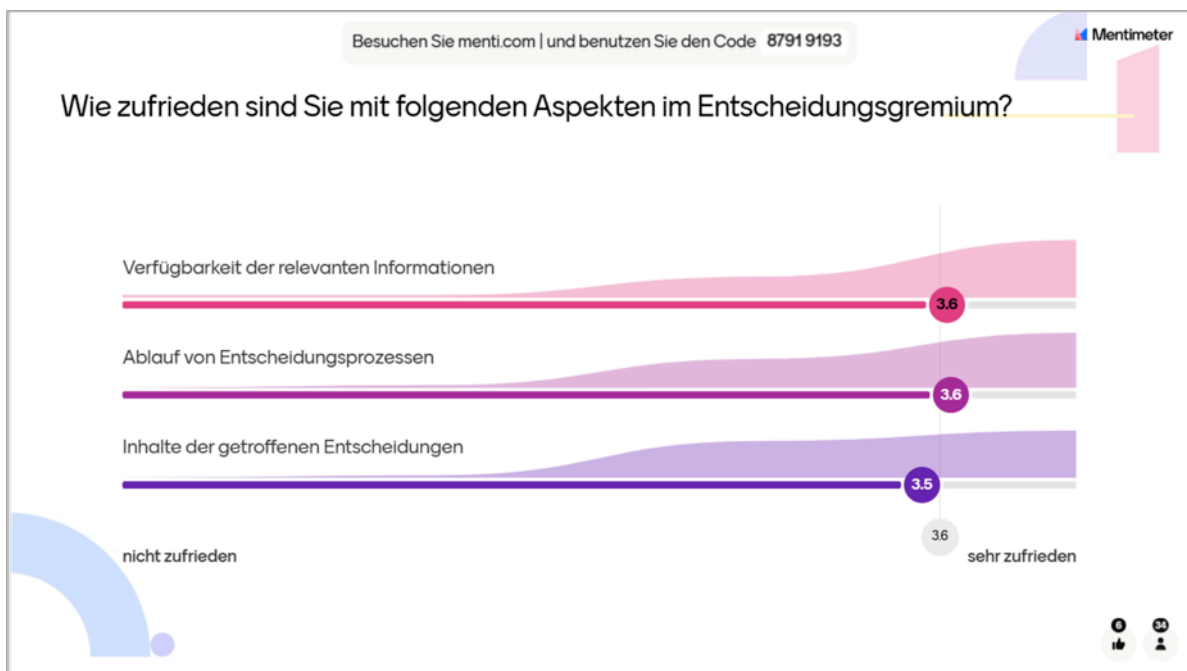 Besuchen Sie menti.com | und benutzen Sie den Code 8791 9193
Mentimeter
Wie zufrieden sind Sie mit folgenden Aspekten im Entscheidungsgremium?
Verfügbarkeit der relevanten Informationen
3.6
Ablauf von Entscheidungsprozessen
3.6
Inhalte der getroffenen Entscheidungen
3.5
3.6
nicht zufrieden
sehr zufrieden
6
34